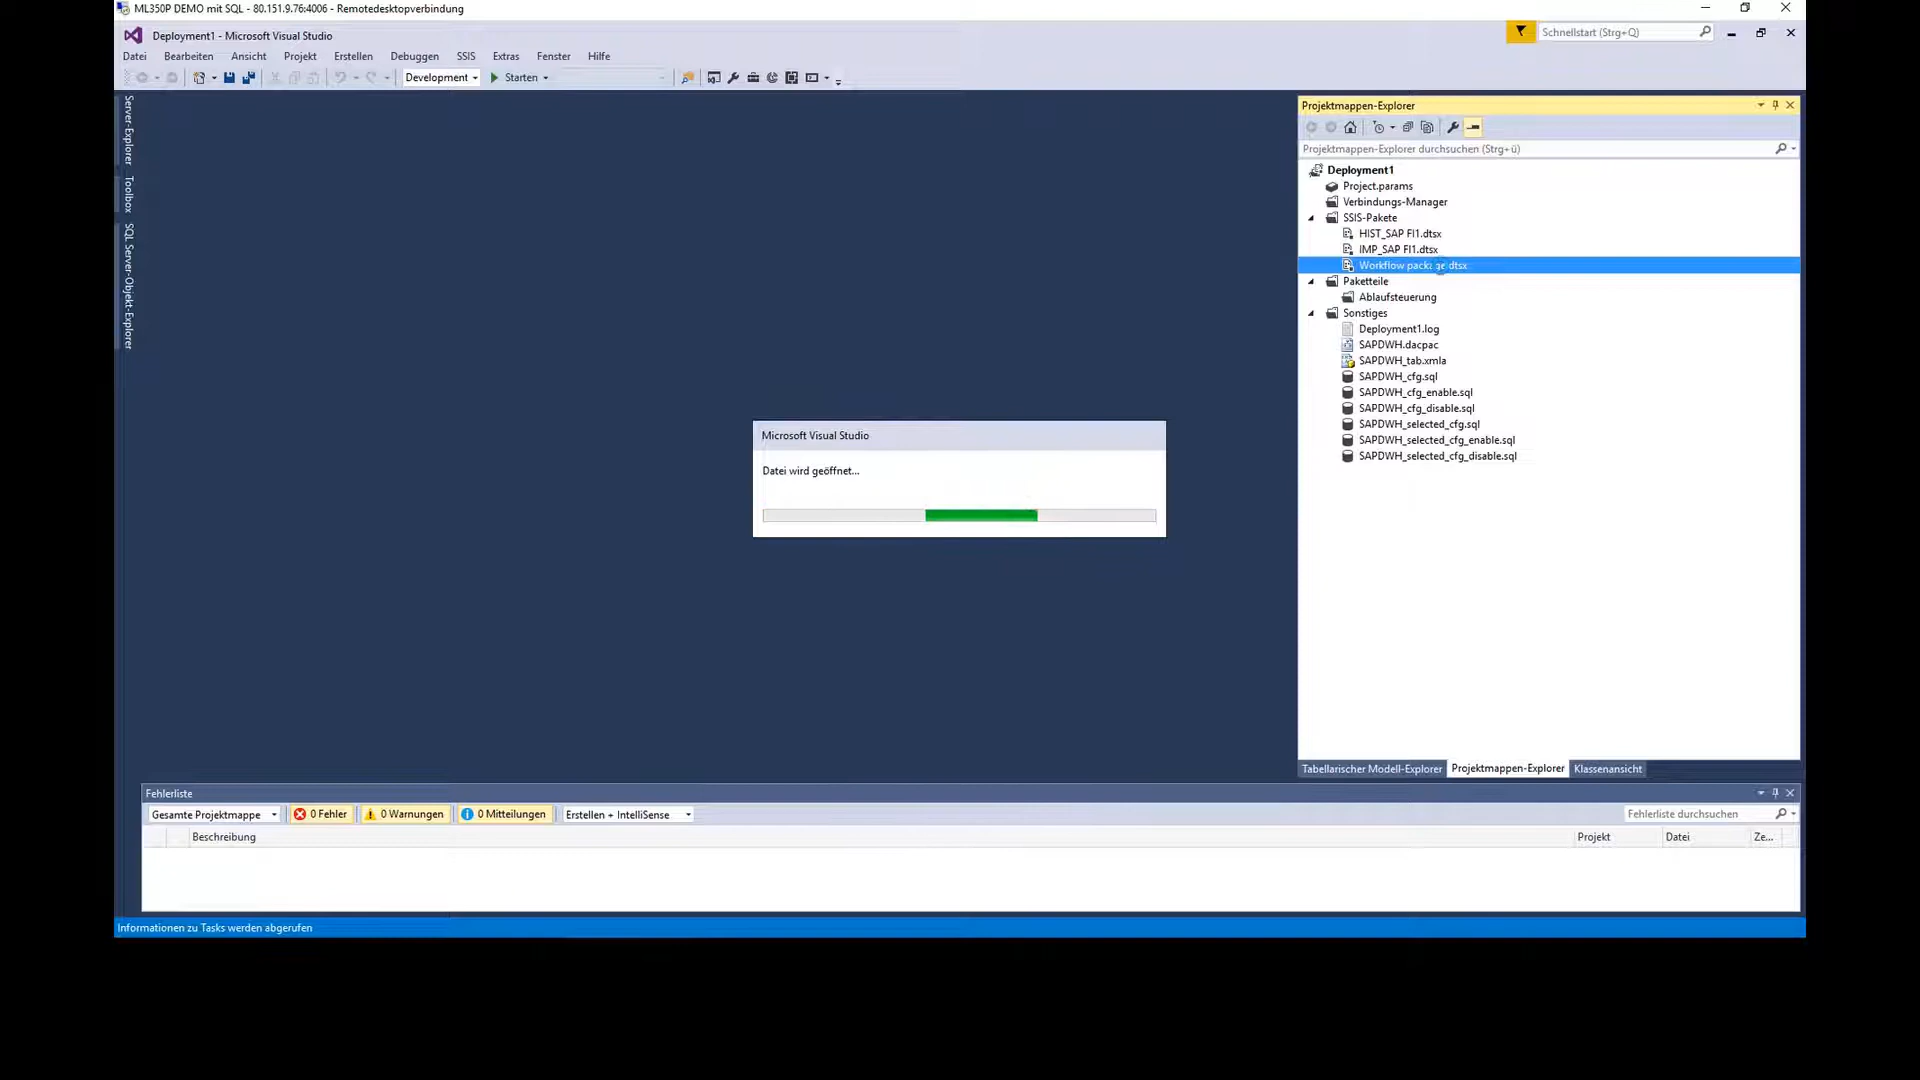 ML350P DEMO mit SQL - 80.151.9.76:4006 - Remotedesktopverbindung
Deployment1 - Microsoft Visual Studio
Schnellstart (Strg+Q)
Datei Bearbeiten Ansicht Projekt Erstellen Debuggen SSIS Extras Fenster Hilfe
Development Starten
Server-Explorer
Toolbox
SQL Server-Objekt-Explorer
Projektmappen-Explorer
Projektmappen-Explorer durchsuchen (Strg+ü)
Deployment1
Project.params
Verbindungs-Manager
SSIS-Pakete
HIST_SAP FI1.dtsx
IMP_SAP FI1.dtsx
Workflow package.dtsx
Paketteile
Ablaufsteuerung
Sonstiges
Deployment1.log
SAPDWH.dacpac
SAPDWH_tab.xmla
SAPDWH_cfg.sql
SAPDWH_cfg_enable.sql
SAPDWH_cfg_disable.sql
SAPDWH_selected_cfg.sql
SAPDWH_selected_cfg_enable.sql
SAPDWH_selected_cfg_disable.sql
Microsoft Visual Studio
Datei wird geöffnet...
Tabellarischer Modell-Explorer Projektmappen-Explorer Klassenansicht
Fehlerliste
Gesamte Projektmappe 0 Fehler 0 Warnungen 0 Mitteilungen Erstellen + IntelliSense Fehlerliste durchsuchen
Beschreibung Projekt Datei Ze...
Informationen zu Tasks werden abgerufen